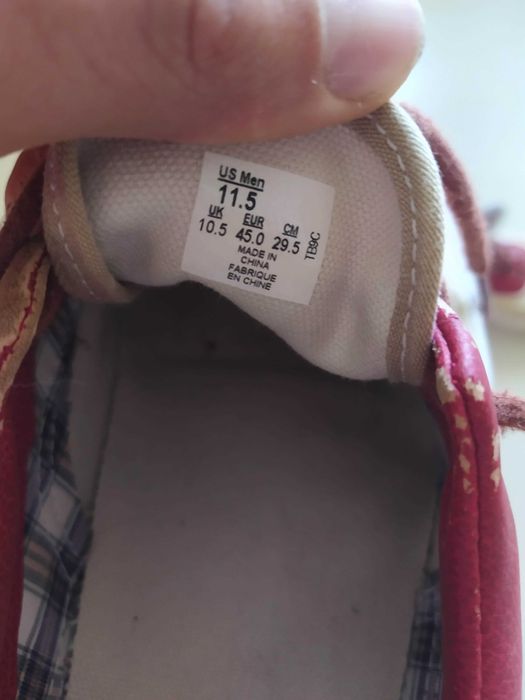 US Men
11.5
UK EUR CM
10.5 45.0 29.5
MADE IN
CHINA
FABRIQUE
EN CHINE
TB9C